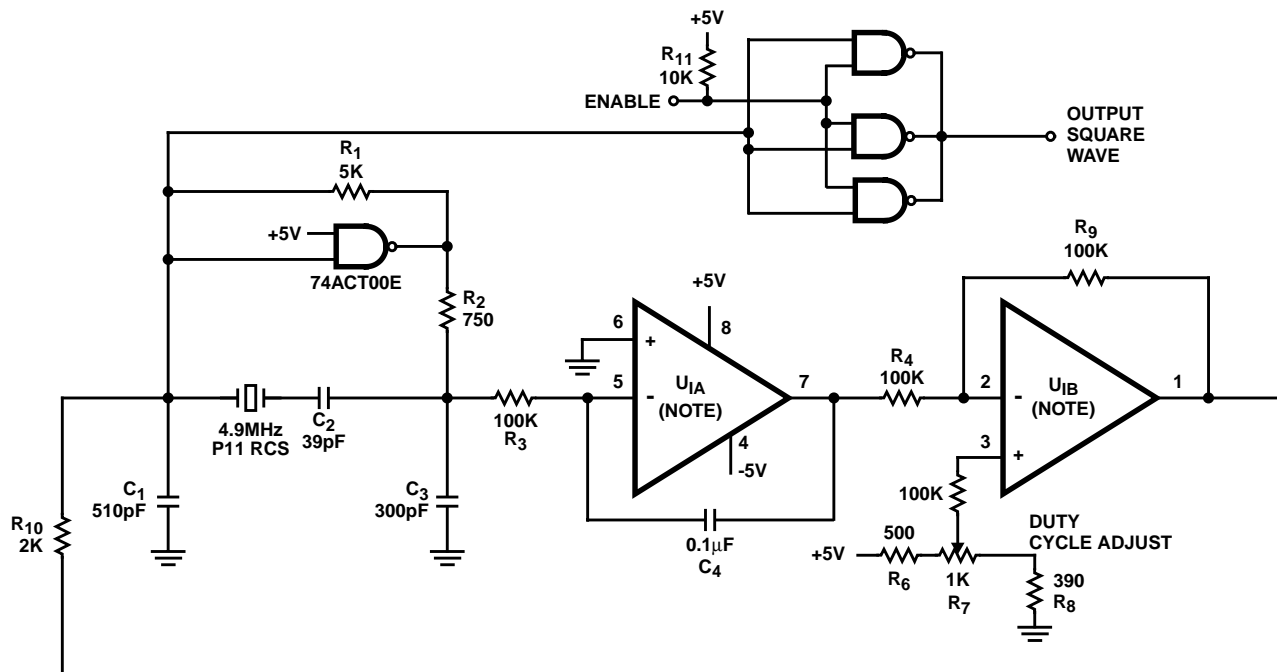 +5V
R11
10K
ENABLE
OUTPUT
SQUARE
WAVE
R1
5K
+5V
74ACT00E
R2
750
R9
100K
+5V
6
8
+
5
-
UIA
(NOTE)
7
4
-5V
R4
100K
2
-
UIB
(NOTE)
1
3
+
4.9MHz
P11 RCS
C2
39pF
100K
R3
C1
510pF
C3
300pF
R10
2K
0.1μF
C4
100K
DUTY
CYCLE ADJUST
+5V
500
R6
1K
R7
390
R8